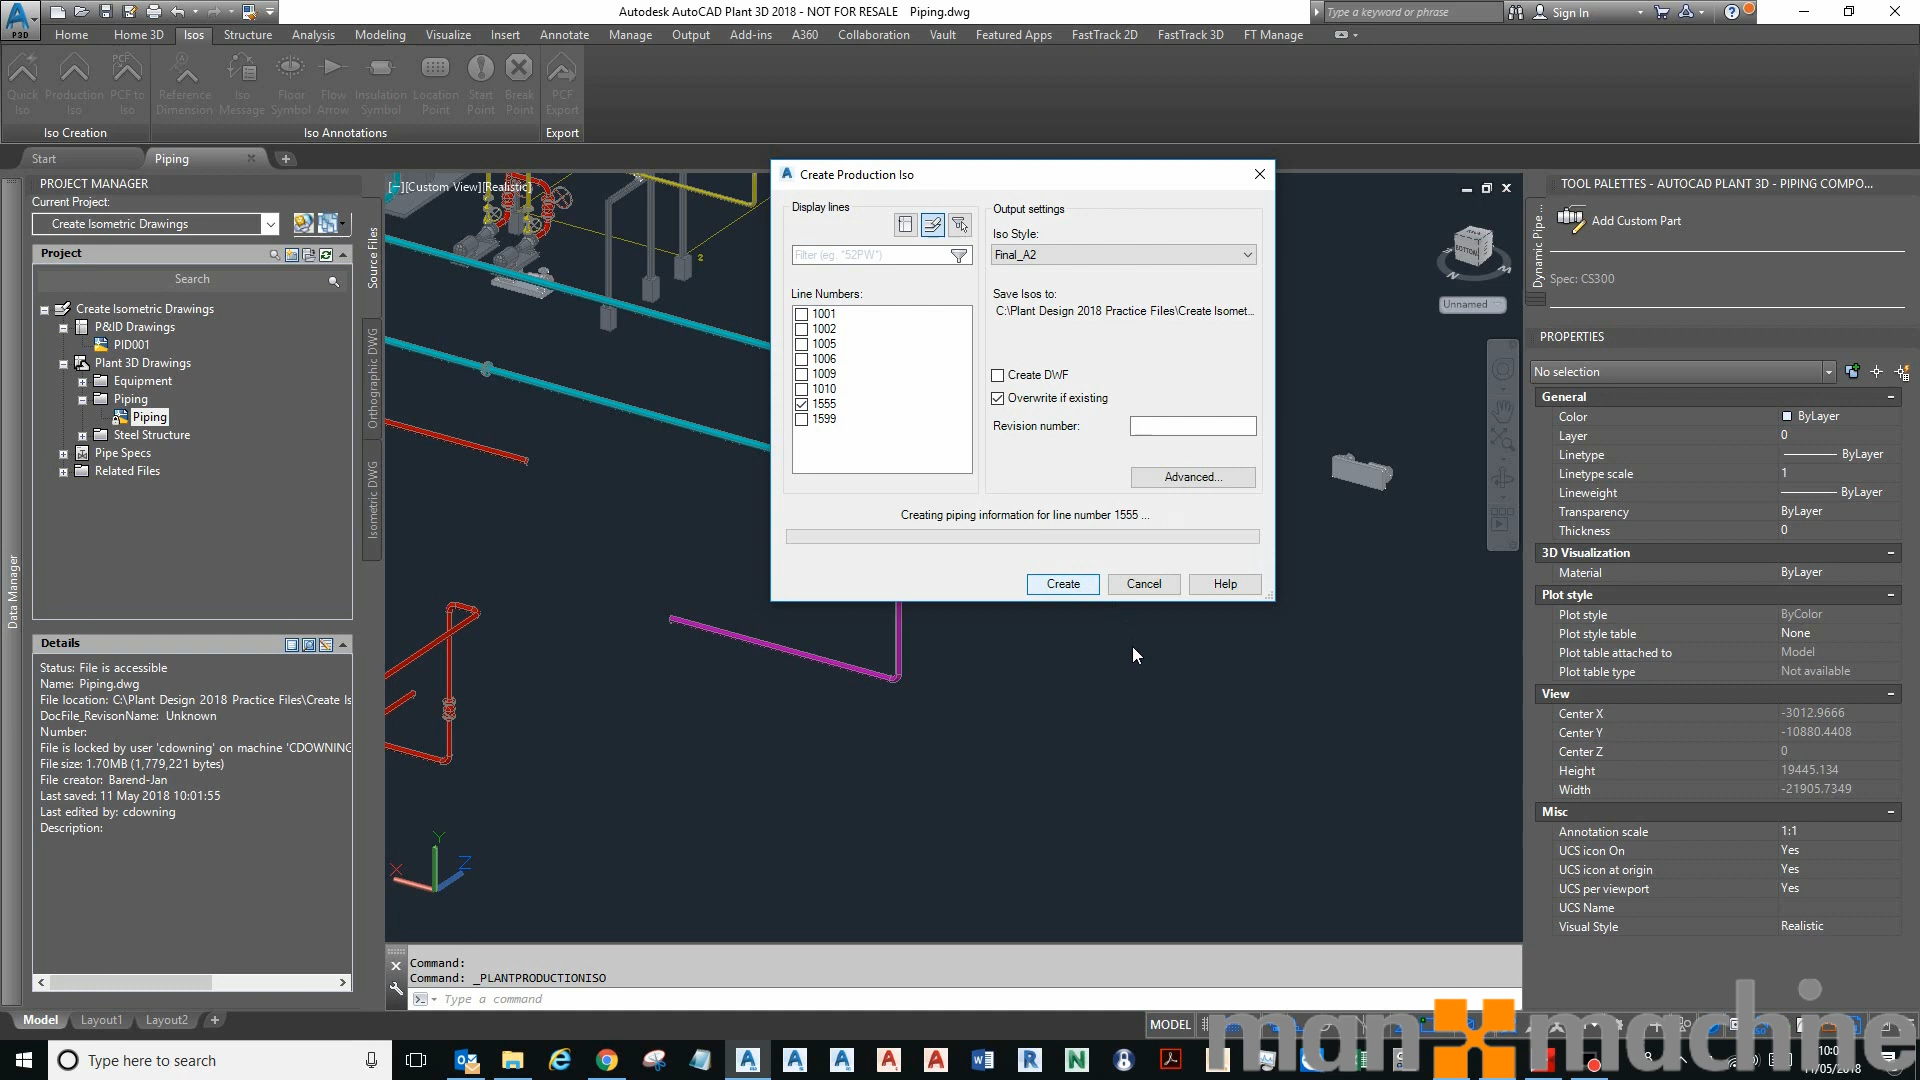 Autodesk AutoCAD Plant 3D 2018 - NOT FOR RESALE Piping.dwg
Type a keyword or phrase
Sign In
P3D
Home Home 3D Isos Structure Analysis Modeling Visualize Insert Annotate Manage Output Add-ins A360 Collaboration Vault Featured Apps FastTrack 2D FastTrack 3D FT Manage
Quick Iso
Production Iso
PCF to Iso
Reference Dimension
Iso Message
Floor Symbol
Flow Arrow
Insulation Symbol
Location Point
Start Point
Break Point
PCF Export
Iso Creation
Iso Annotations
Export
Start
Piping
PROJECT MANAGER
Current Project:
Create Isometric Drawings
Project
Search
Create Isometric Drawings
P&ID Drawings
PID001
Plant 3D Drawings
Equipment
Piping
Piping
Steel Structure
Pipe Specs
Related Files
Source Files
Orthographic DWG
Isometric DWG
Data Manager
Details
Status: File is accessible
Name: Piping.dwg
File location: C:\Plant Design 2018 Practice Files\Create Is
DocFile_RevisonName: Unknown
Number:
File is locked by user 'cdowning' on machine 'CDOWNING
File size: 1.70MB (1,779,221 bytes)
File creator: Barend-Jan
Last saved: 11 May 2018 10:01:55
Last edited by: cdowning
Description:
[−][Custom View][Realistic]
2
Create Production Iso
Display lines
Filter (eg. *52PW*)
Line Numbers:
1001
1002
1005
1006
1009
1010
1555
1599
Output settings
Iso Style:
Final_A2
Save Isos to:
C:\Plant Design 2018 Practice Files\Create Isomet...
Create DWF
Overwrite if existing
Revision number:
Advanced...
Creating piping information for line number 1555 ...
Create
Cancel
Help
BOTTOM
N
Unnamed
X
Y
Z
Command:
Command: _PLANTPRODUCTIONISO
Type a command
Model
Layout1
Layout2
MODEL
TOOL PALETTES - AUTOCAD PLANT 3D - PIPING COMPO...
Dynamic Pipe ...
Add Custom Part
Spec: CS300
PROPERTIES
No selection
General
Color ByLayer
Layer 0
Linetype ByLayer
Linetype scale 1
Lineweight ByLayer
Transparency ByLayer
Thickness 0
3D Visualization
Material ByLayer
Plot style
Plot style ByColor
Plot style table None
Plot table attached to Model
Plot table type Not available
View
Center X -3012.9666
Center Y -10880.4408
Center Z 0
Height 19445.134
Width -21905.7349
Misc
Annotation scale 1:1
UCS icon On Yes
UCS icon at origin Yes
UCS per viewport Yes
UCS Name
Visual Style Realistic
man machine
Type here to search
11/05/2018